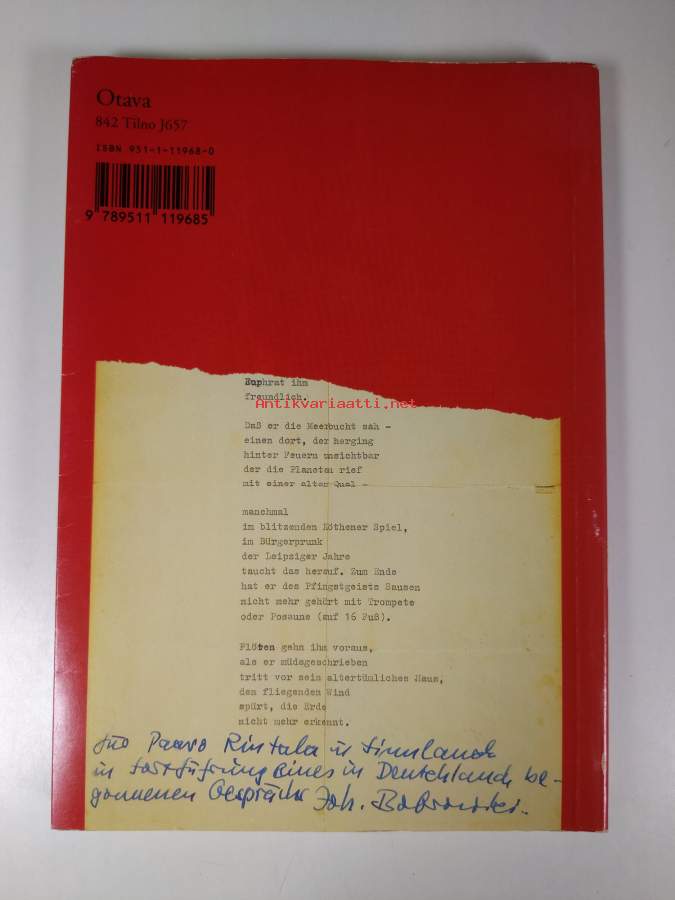 Otava
842 Tilno J657
ISBN 951-1-11968-0
9 789511 119685
Euphrat ihm
freundlich.
Antikvariaatti.net
Daß er die Meerbucht sah -
einen dort, der herging
hinter Feuern unsichtbar
der die Planeten rief
mit einer alten Qual -
manchmal
im blitzenden Köthener Spiel,
im Bürgerprunk
der Leipziger Jahre
taucht das herauf. Zum Ende
hat er des Pfingstgeists Sausen
nicht mehr gehört mit Trompete
oder Posaune (auf 16 Fuß).
Flöten gehn ihm voraus,
als er müdegeschrieben
tritt vor sein altertümliches Haus,
den fliegenden Wind
spürt, die Erde
nicht mehr erkennt.
für Paavo Rintala in Finnland
in Fortführung eines in Deutschland be-
gonnenen Gesprächs Joh. Bobrowski.